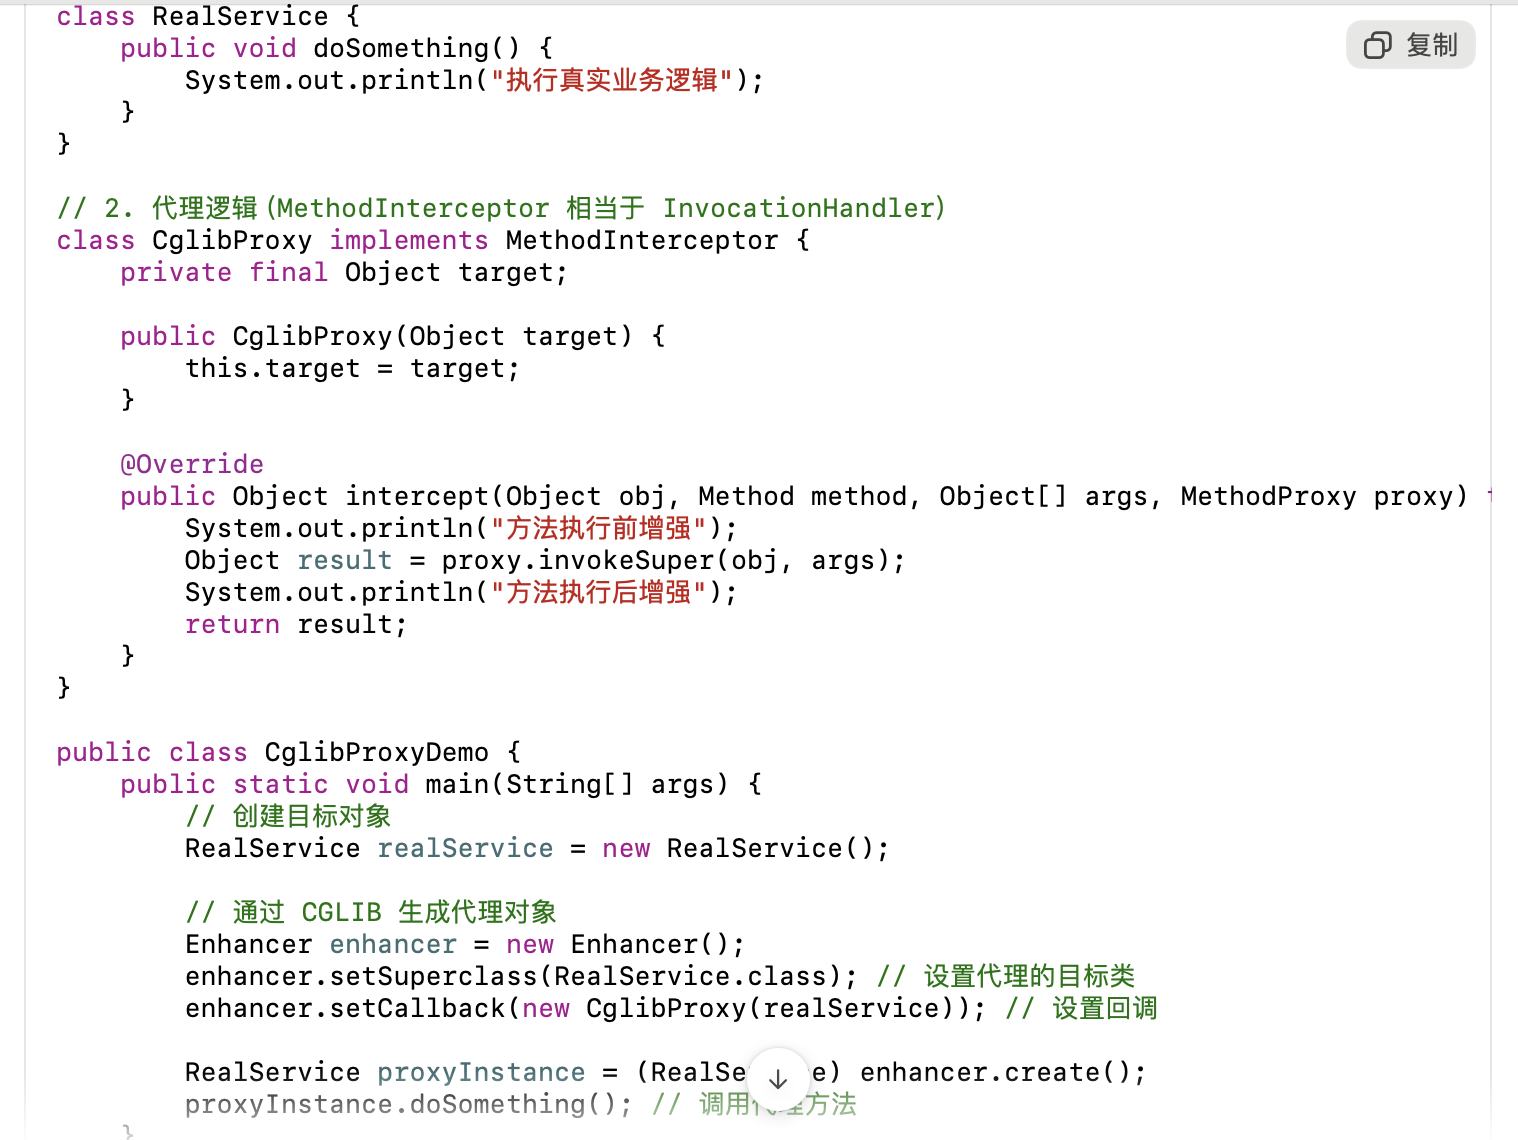 class RealService {
    public void doSomething() {
        System.out.println("执行真实业务逻辑");
    }
}
复制
// 2. 代理逻辑(MethodInterceptor 相当于 InvocationHandler)
class CglibProxy implements MethodInterceptor {
    private final Object target;
    public CglibProxy(Object target) {
        this.target = target;
    }
    @Override
    public Object intercept(Object obj, Method method, Object[] args, MethodProxy proxy)
        System.out.println("方法执行前增强");
        Object result = proxy.invokeSuper(obj, args);
        System.out.println("方法执行后增强");
        return result;
    }
}
public class CglibProxyDemo {
    public static void main(String[] args) {
        // 创建目标对象
        RealService realService = new RealService();
        // 通过 CGLIB 生成代理对象
        Enhancer enhancer = new Enhancer();
        enhancer.setSuperclass(RealService.class); // 设置代理的目标类
        enhancer.setCallback(new CglibProxy(realService)); // 设置回调
        RealService proxyInstance = (RealSe e) enhancer.create();
        proxyInstance.doSomething(); // 调用 方法
    }